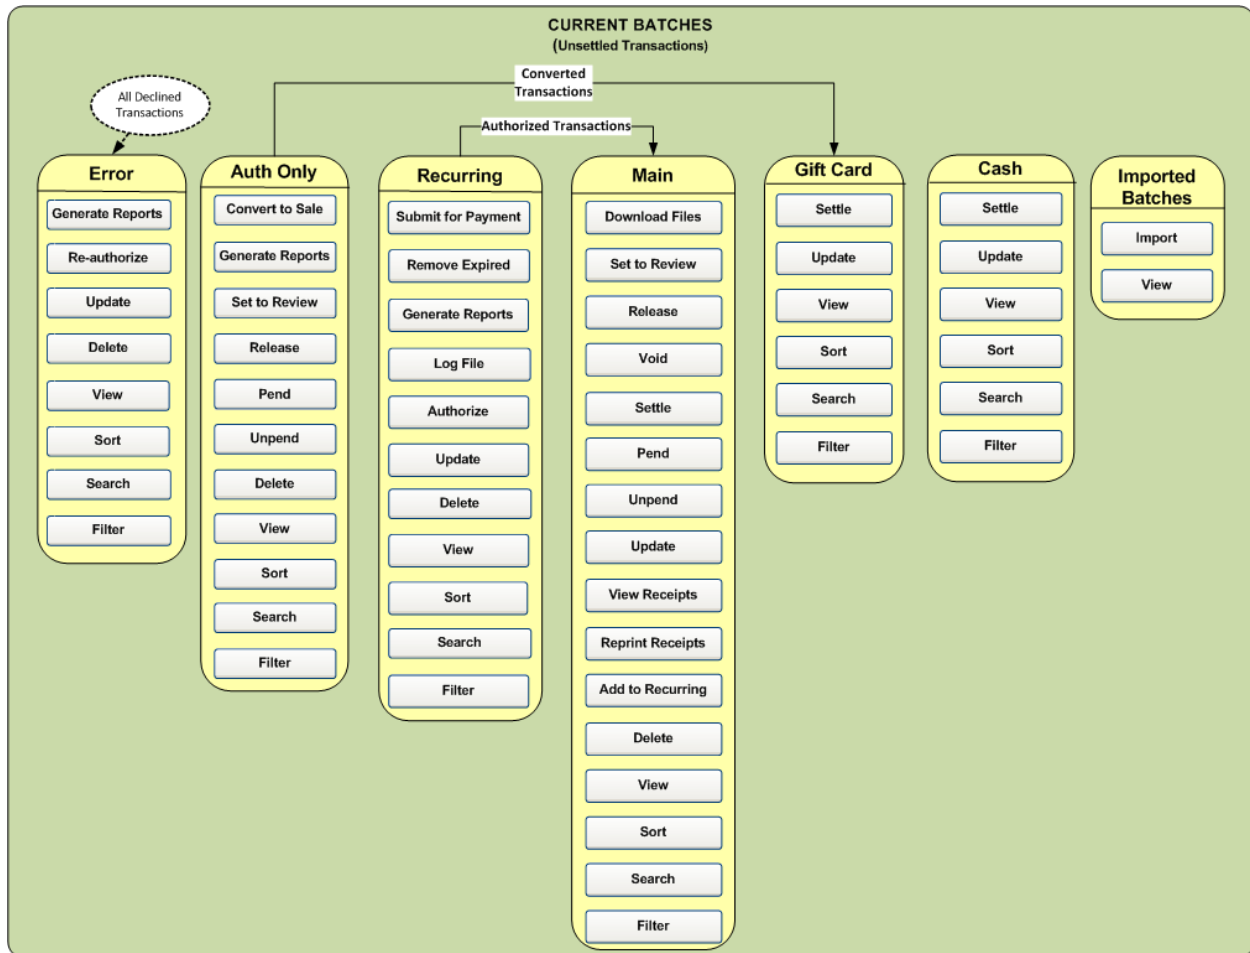 CURRENT BATCHES
(Unsettled Transactions)
Converted
Transactions
All Declined
Transactions
Authorized Transactions
Error
Generate Reports
Re-authorize
Update
Delete
View
Sort
Search
Filter
Auth Only
Convert to Sale
Generate Reports
Set to Review
Release
Pend
Unpend
Delete
View
Sort
Search
Filter
Recurring
Submit for Payment
Remove Expired
Generate Reports
Log File
Authorize
Update
Delete
View
Sort
Search
Filter
Main
Download Files
Set to Review
Release
Void
Settle
Pend
Unpend
Update
View Receipts
Reprint Receipts
Add to Recurring
Delete
View
Sort
Search
Filter
Gift Card
Settle
Update
View
Sort
Search
Filter
Cash
Settle
Update
View
Sort
Search
Filter
Imported
Batches
Import
View